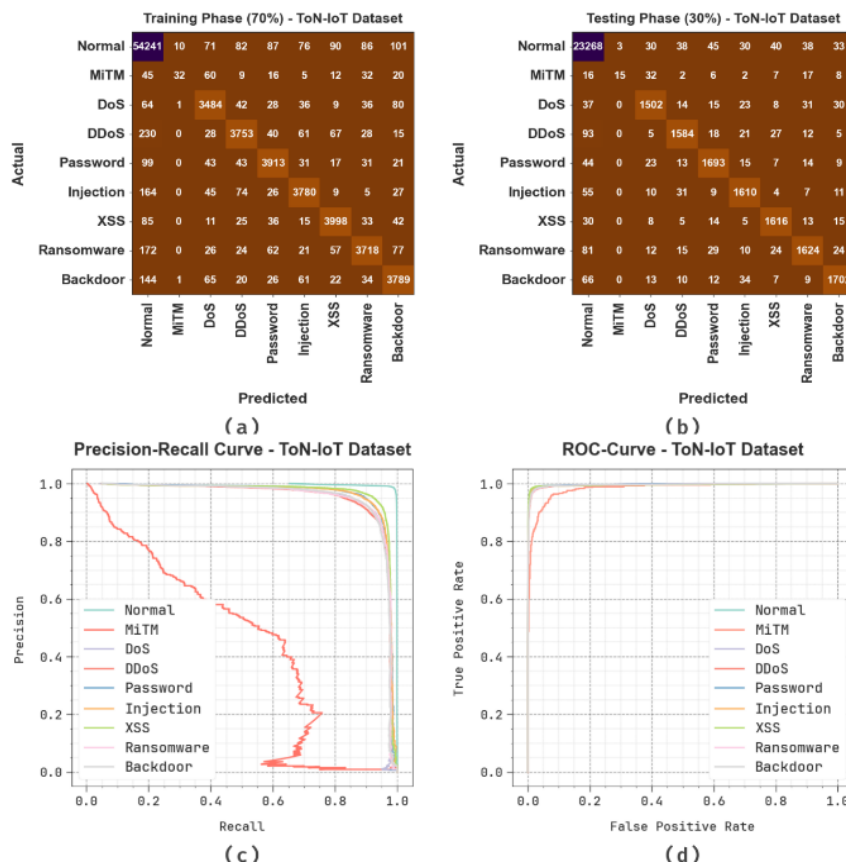 Training Phase (70%) - ToN-IoT Dataset
Normal 54241 10 71 82 87 76 90 86 101
MiTM 45 32 60 9 16 5 12 32 20
DoS 64 1 3484 42 28 36 9 36 80
DDoS 230 0 28 3753 40 61 67 28 15
Password 99 0 43 43 3913 31 17 31 21
Injection 164 0 45 74 26 3780 9 5 27
XSS 85 0 11 25 36 15 3998 33 42
Ransomware 172 0 26 24 62 21 57 3718 77
Backdoor 144 1 65 20 26 61 22 34 3789
Actual
Normal MiTM DoS DDoS Password Injection XSS Ransomware Backdoor
Predicted
(a)
Testing Phase (30%) - ToN-IoT Dataset
Normal 23268 3 30 38 45 30 40 38 33
MiTM 16 15 32 2 6 2 7 17 8
DoS 37 0 1502 14 15 23 8 31 30
DDoS 93 0 5 1584 18 21 27 12 5
Password 44 0 23 13 1693 15 7 14 9
Injection 55 0 10 31 9 1610 4 7 11
XSS 30 0 8 5 14 5 1616 13 15
Ransomware 81 0 12 15 29 10 24 1624 24
Backdoor 66 0 13 10 12 34 7 9
Actual
Normal MiTM DoS DDoS Password Injection XSS Ransomware Backdoor
Predicted
(b)
Precision-Recall Curve - ToN-IoT Dataset
1.0
0.8
0.6
0.4
0.2
0.0
Precision
Normal
MiTM
DoS
DDoS
Password
Injection
XSS
Ransomware
Backdoor
0.0 0.2 0.4 0.6 0.8 1.0
Recall
(c)
ROC-Curve - ToN-IoT Dataset
1.0
0.8
0.6
0.4
0.2
0.0
True Positive Rate
Normal
MiTM
DoS
DDoS
Password
Injection
XSS
Ransomware
Backdoor
0.0 0.2 0.4 0.6 0.8 1.0
False Positive Rate
(d)